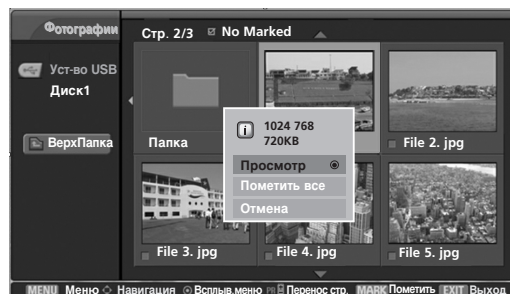 Фотографии
Стр. 2/3 No Marked
Уст-во USB
Диск1
ВерхПапка
Папка
File 2. jpg
1024 768
720KB
Просмотр
Пометить все
Отмена
File 3. jpg
File 4. jpg
File 5. jpg
MENU Меню Навигация Всплыв.меню PR Перенос стр. MARK Пометить EXIT Выход